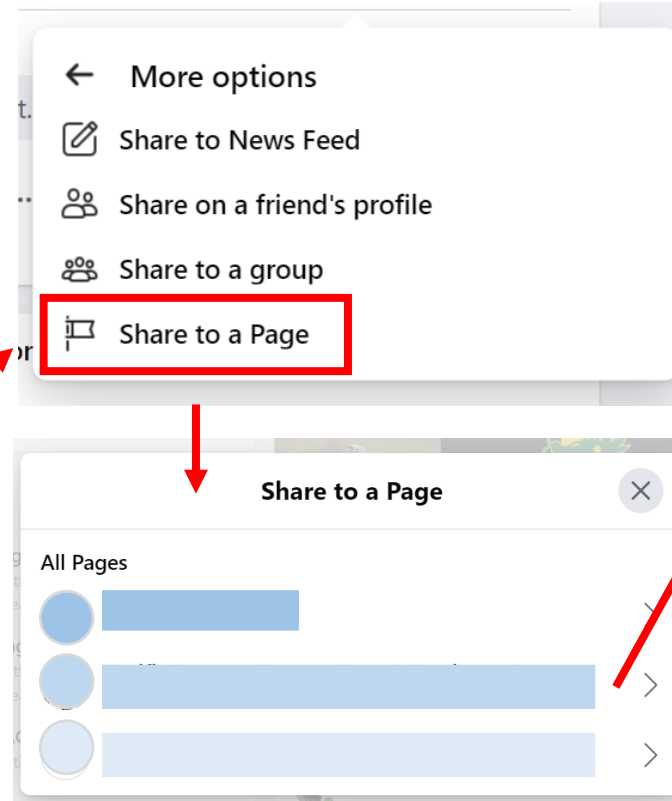 More options
t.
Share to News Feed
..
Share on a friend's profile
Share to a group
Share to a Page
or
Share to a Page
All Pages